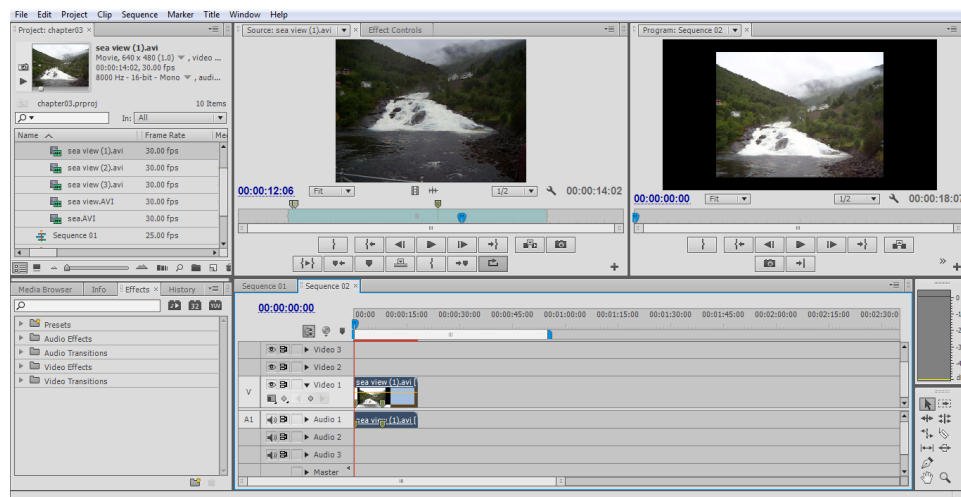 File Edit Project Clip Sequence Marker Title Window Help
Project: chapter03
sea view (1).avi
Movie, 640 x 480 (1.0) , video ...
00:00:14:02, 30.00 fps
8000 Hz - 16-bit - Mono , audi...
chapter03.prproj 10 Items
In: All
Name Frame Rate Me
sea view (1).avi 30.00 fps
sea view (2).avi 30.00 fps
sea view (3).avi 30.00 fps
sea view.AVI 30.00 fps
sea.AVI 30.00 fps
Sequence 01 25.00 fps
Source: sea view (1).avi Effect Controls
00:00:12:06 Fit 1/2 00:00:14:02
Program: Sequence 02
00:00:00:00 Fit 1/2 00:00:18:07
Media Browser Info Effects History
32 YUV
Presets
Audio Effects
Audio Transitions
Video Effects
Video Transitions
Sequence 01 Sequence 02
00:00:00:00
00:00 00:00:15:00 00:00:30:00 00:00:45:00 00:01:00:00 00:01:15:00 00:01:30:00 00:01:45:00 00:02:00:00 00:02:15:00 00:02:30:0
Video 3
Video 2
V Video 1 sea view (1).avi [
A1 Audio 1 sea view (1).avi [
Audio 2
Audio 3
Master
0